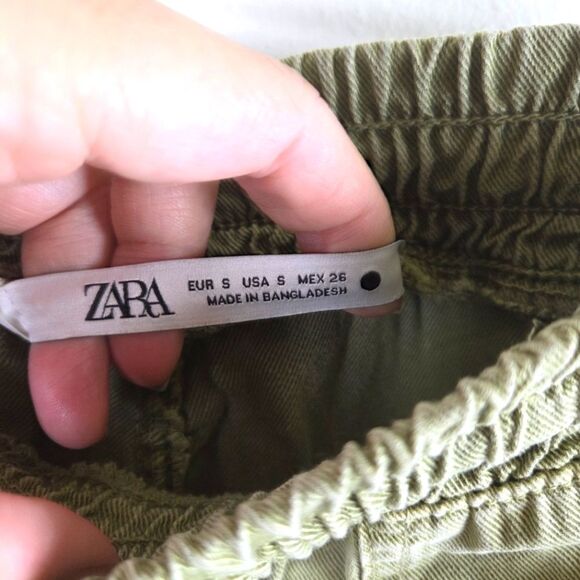 ZARA
EUR S USA S MEX 26
MADE IN BANGLADESH